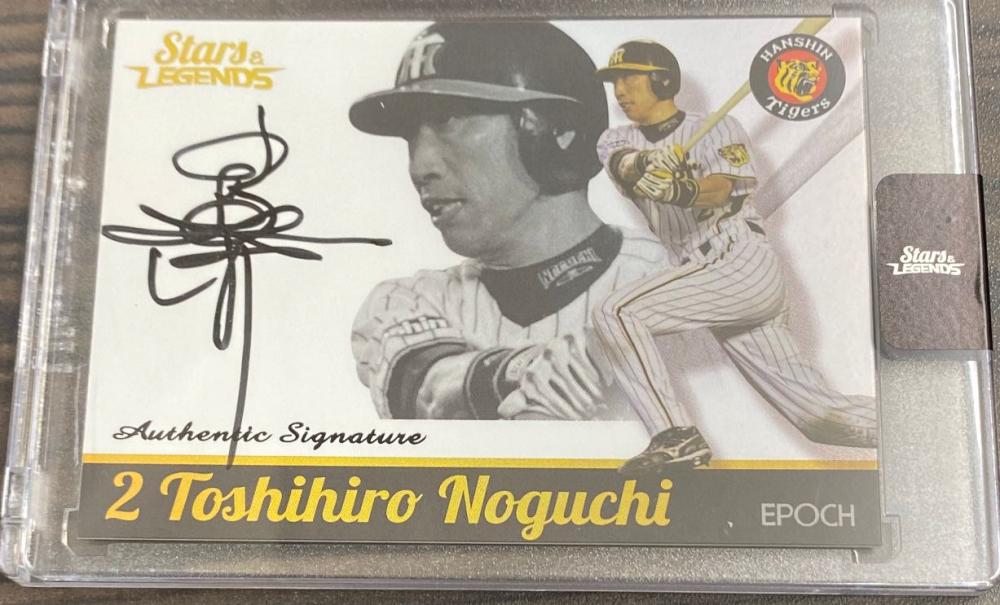 Stars &
LEGENDS
HANSHIN
Tigers
Stars &
LEGENDS
Authentic Signature
2 Toshihiro Noguchi
EPOCH